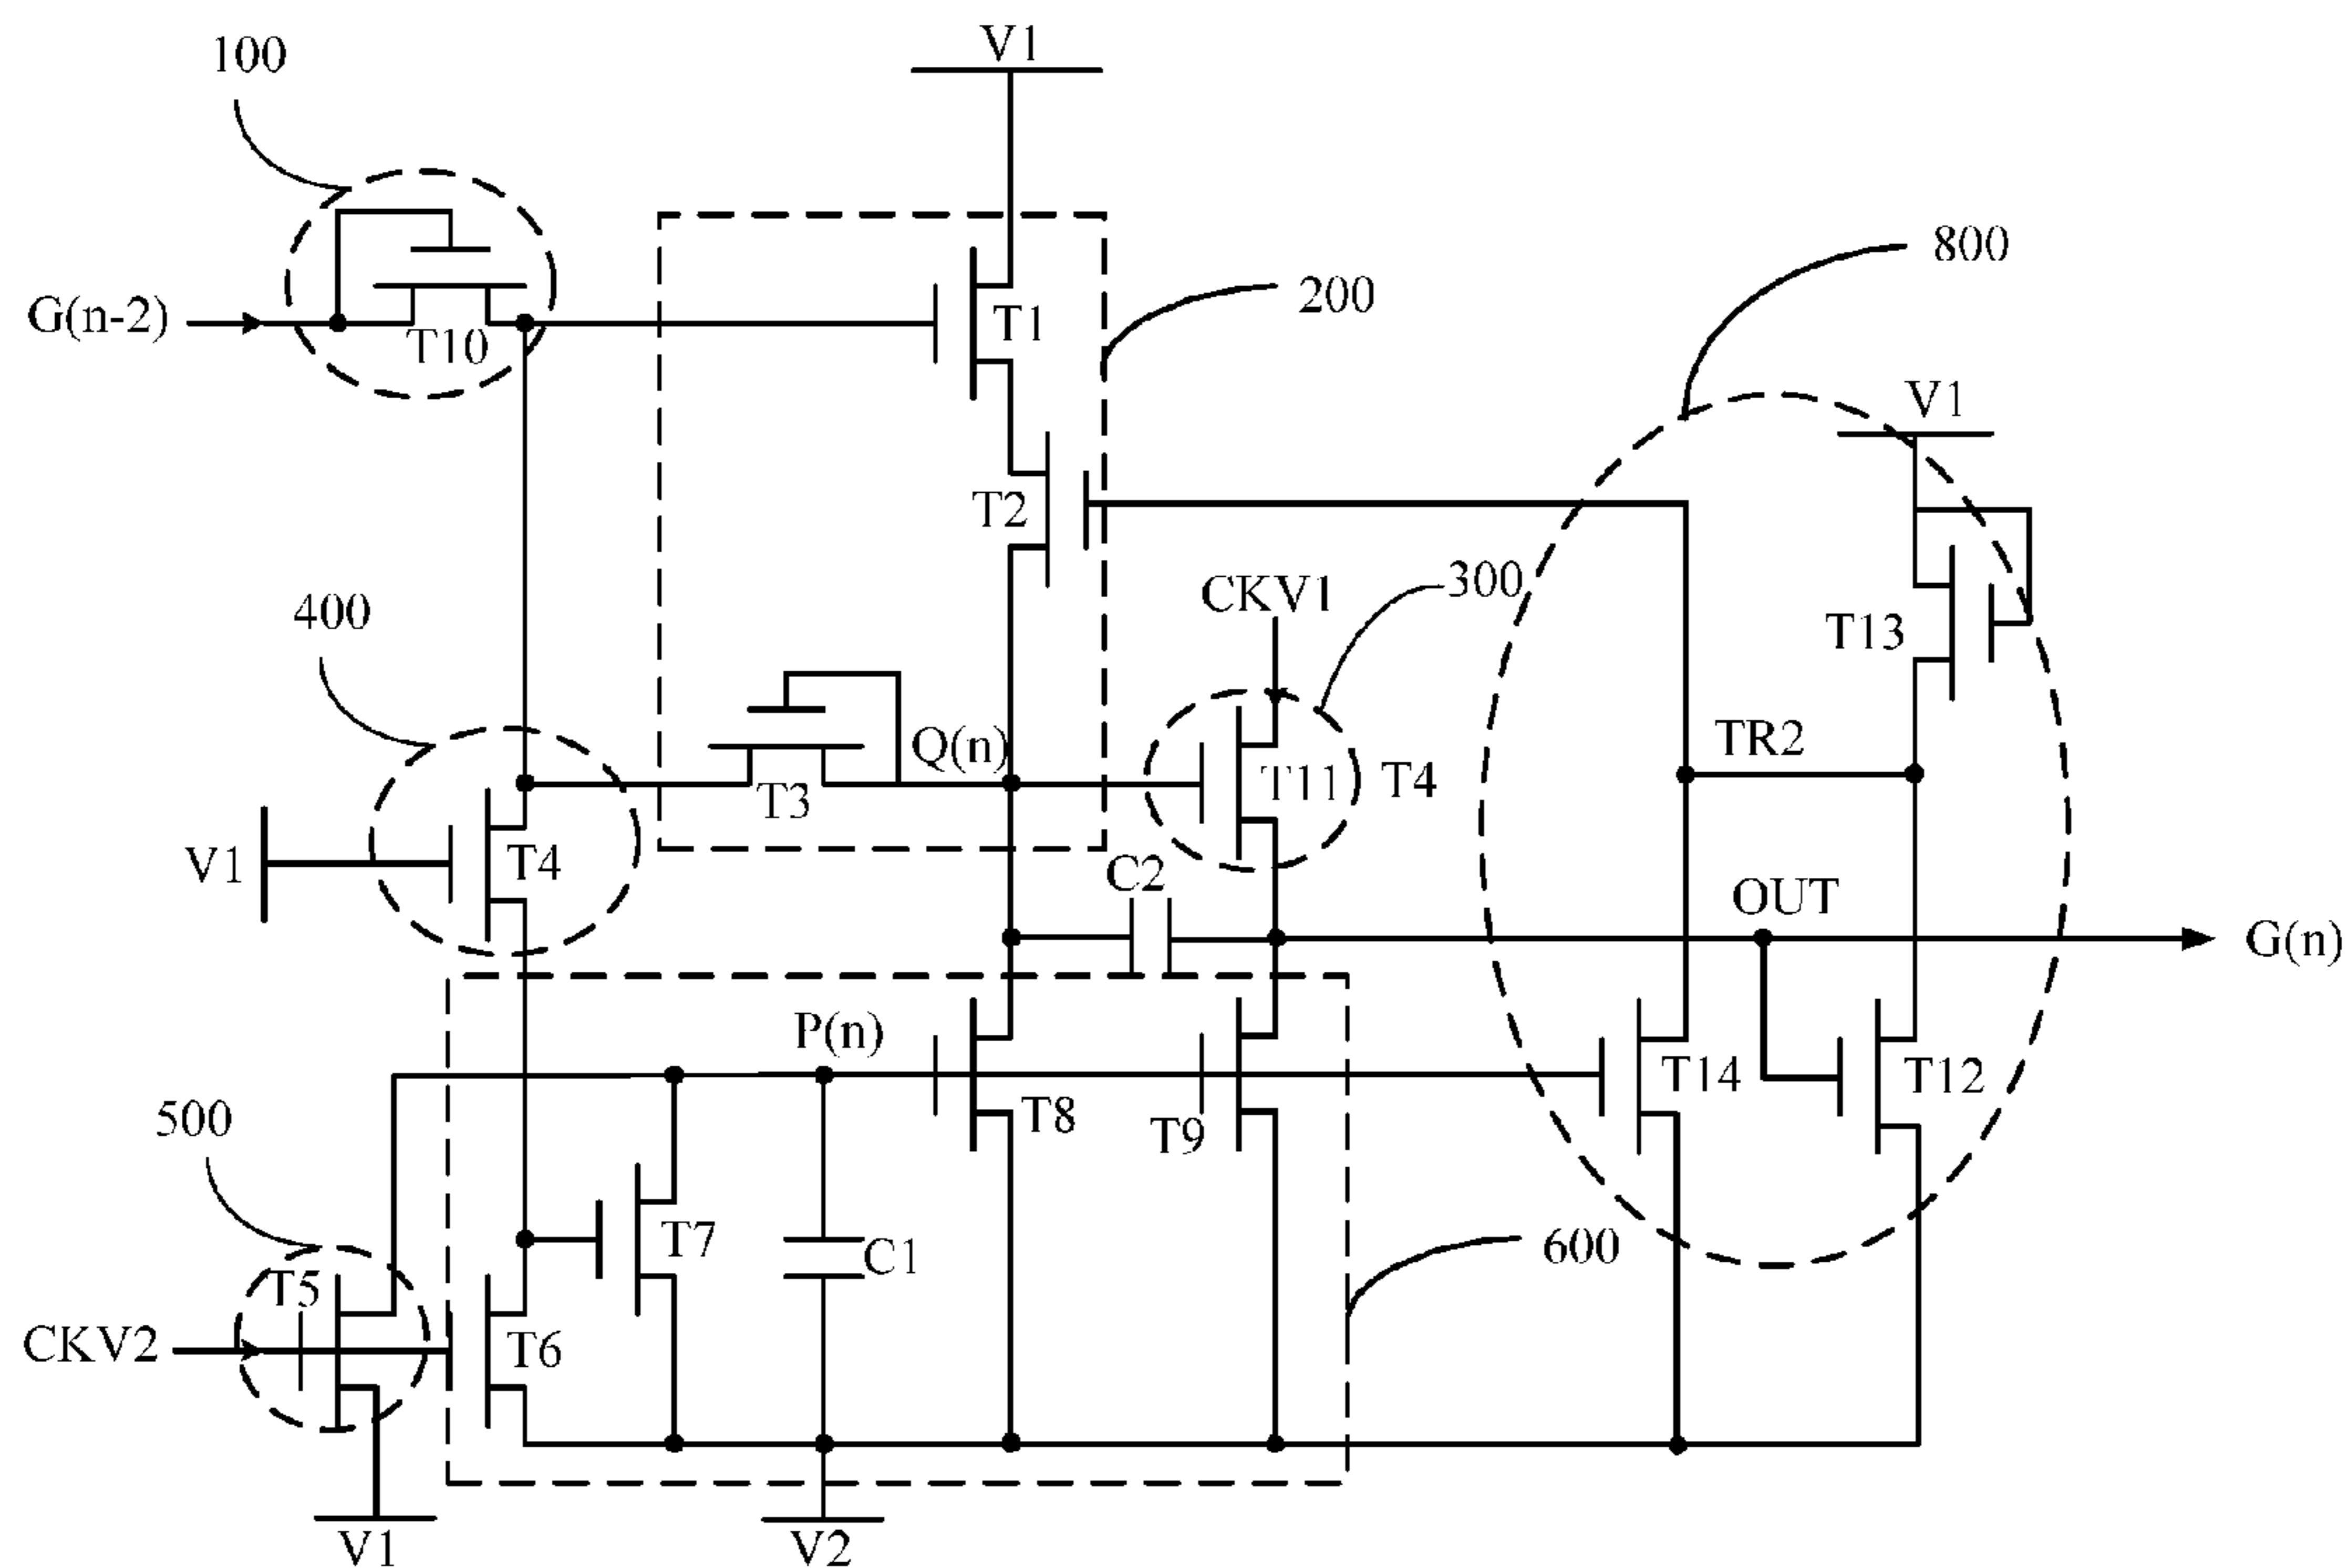 V1
100
800
G(n-2)
T10
T1
200
V1
T2
CKV1
300
400
T13
Q(n)
TR2
T3
T11
T4
V1
T4
C2
OUT
G(n)
P(n)
T14
T12
500
T8
T9
T7
C1
600
T5
CKV2
T6
V1
V2